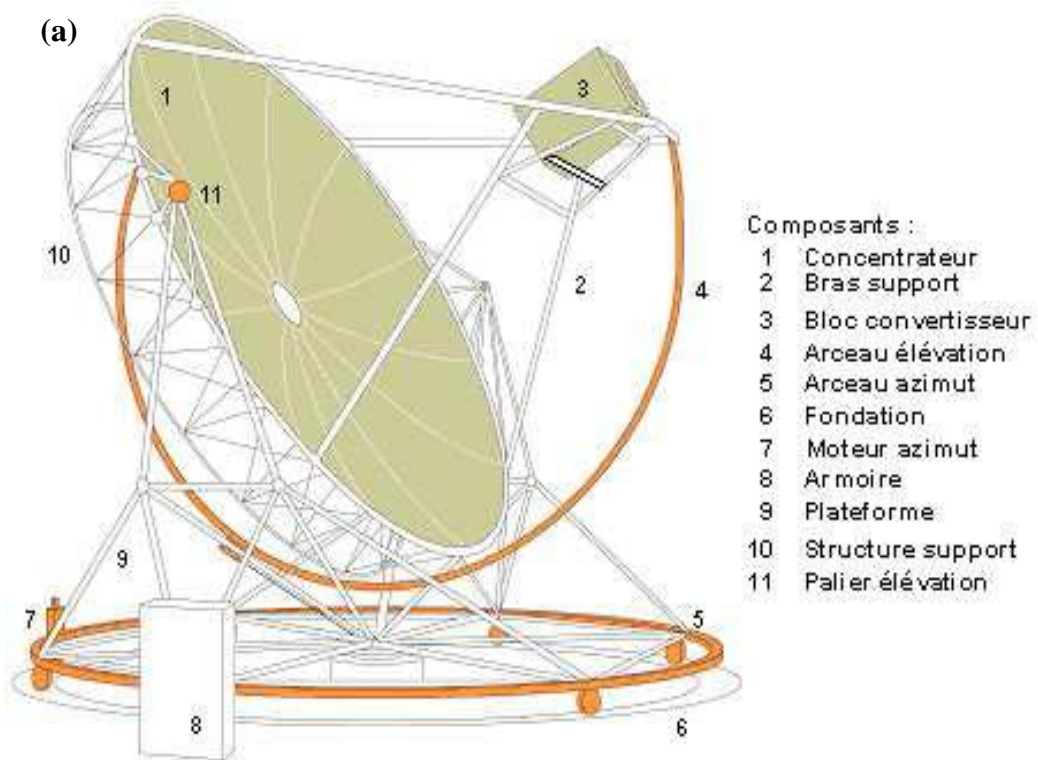 (a)
1
3
11
10
2
4
9
7
5
8
6
Composants :
1 Concentrateur
2 Bras support
3 Bloc convertisseur
4 Arceau élévation
5 Arceau azimut
6 Fondation
7 Moteur azimut
8 Armoire
9 Plateforme
10 Structure support
11 Palier élévation